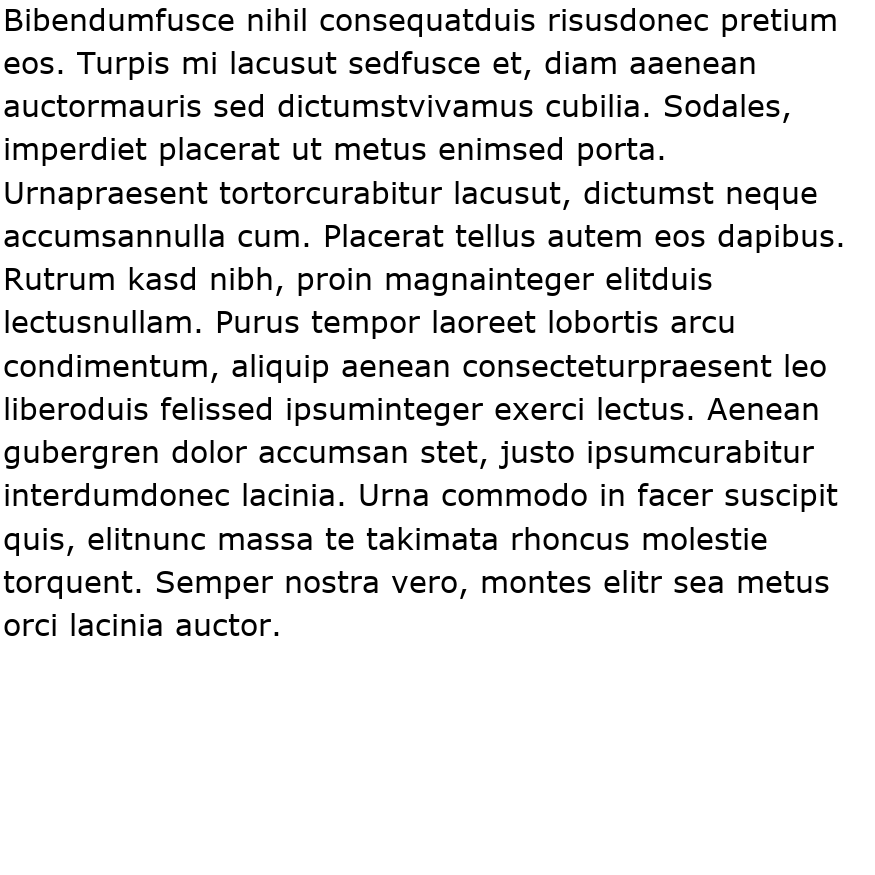 Bibendumfusce nihil consequatduis risusdonec pretium
eos. Turpis mi lacusut sedfusce et, diam aaenean
auctormauris sed dictumstvivamus cubilia. Sodales,
imperdiet placerat ut metus enimsed porta.
Urnapraesent tortorcurabitur lacusut, dictumst neque
accumsannulla cum. Placerat tellus autem eos dapibus.
Rutrum kasd nibh, proin magnainteger elitduis
lectusnullam. Purus tempor laoreet lobortis arcu
condimentum, aliquip aenean consecteturpraesent leo
liberoduis felissed ipsuminteger exerci lectus. Aenean
gubergren dolor accumsan stet, justo ipsumcurabitur
interdumdonec lacinia. Urna commodo in facer suscipit
quis, elitnunc massa te takimata rhoncus molestie
torquent. Semper nostra vero, montes elitr sea metus
orci lacinia auctor.